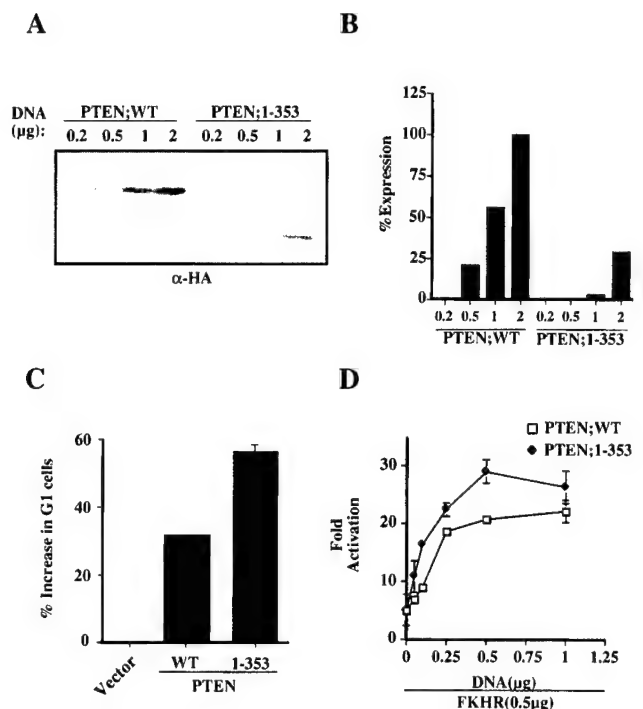 A
DNA
(µg):
PTEN;WT PTEN;1-353
0.2 0.5 1 2 0.2 0.5 1 2
α-HA
B
%Expression
125
100
75
50
25
0
0.2 0.5 1 2 0.2 0.5 1 2
PTEN;WT PTEN;1-353
C
% Increase in G1 cells
60
40
20
0
Vector WT 1-353
PTEN
D
PTEN;WT
PTEN;1-353
Fold
Activation
30
20
10
0
0 0.25 0.5 0.75 1 1.25
DNA(µg)
FKHR(0.5µg)